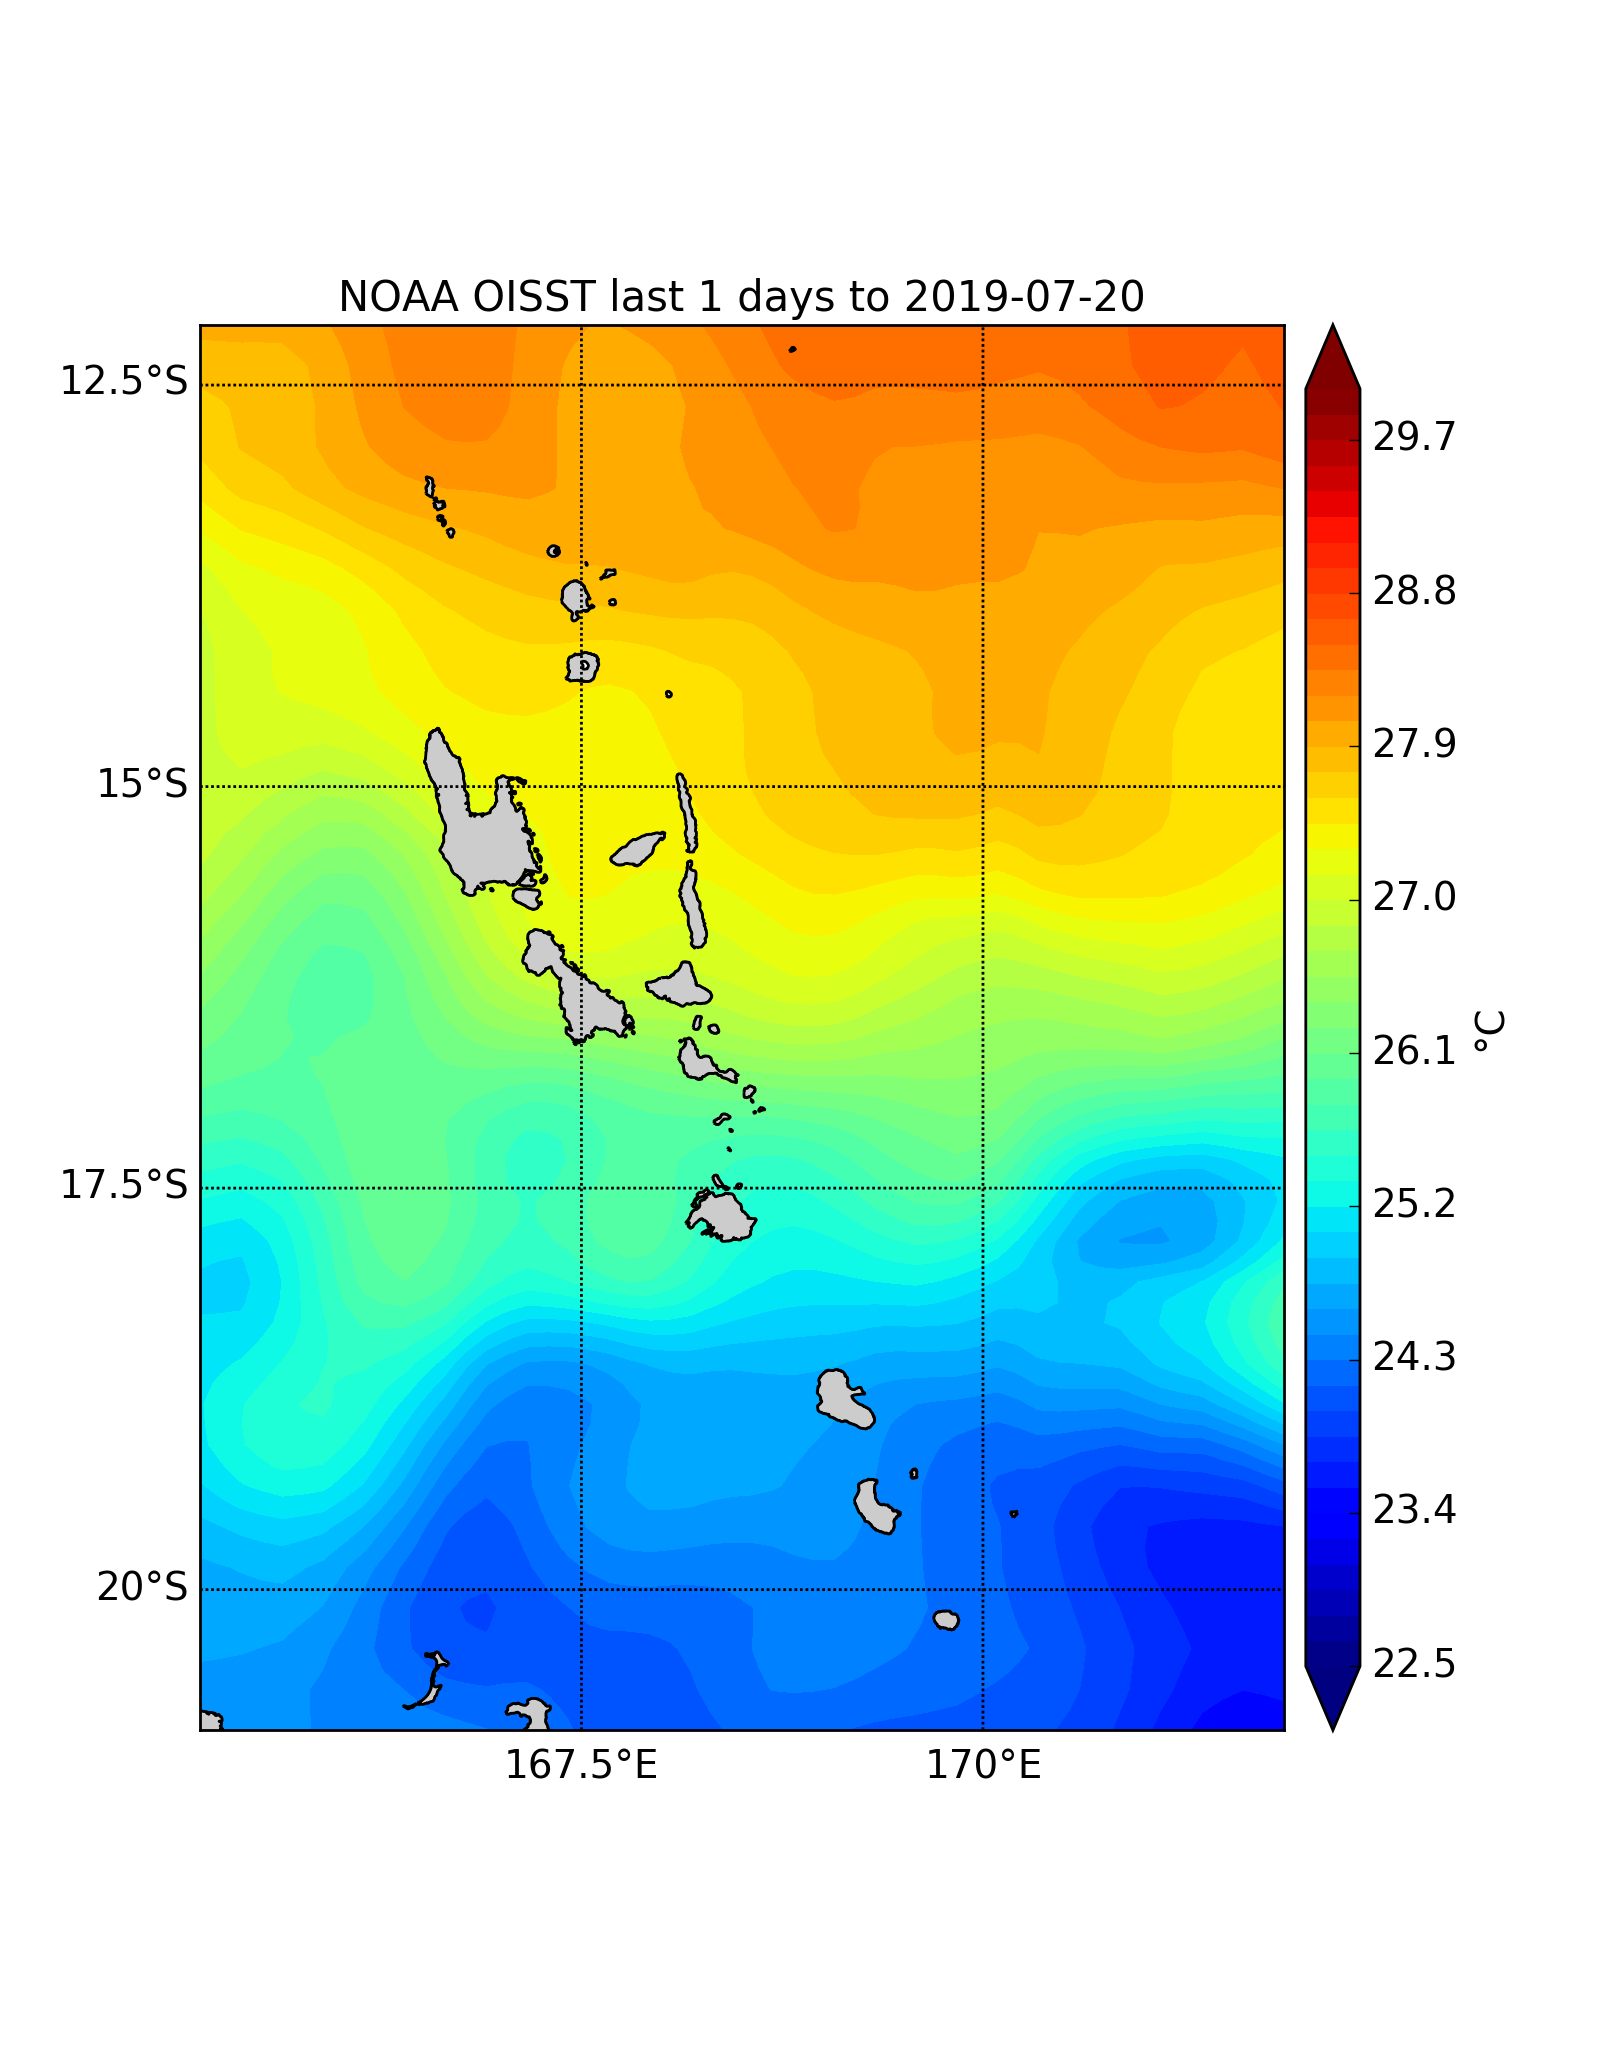 NOAA OISST last 1 days to 2019-07-20
12.5°S
15°S
17.5°S
20°S
167.5°E
170°E
29.7
28.8
27.9
27.0
26.1
25.2
24.3
23.4
22.5
°C